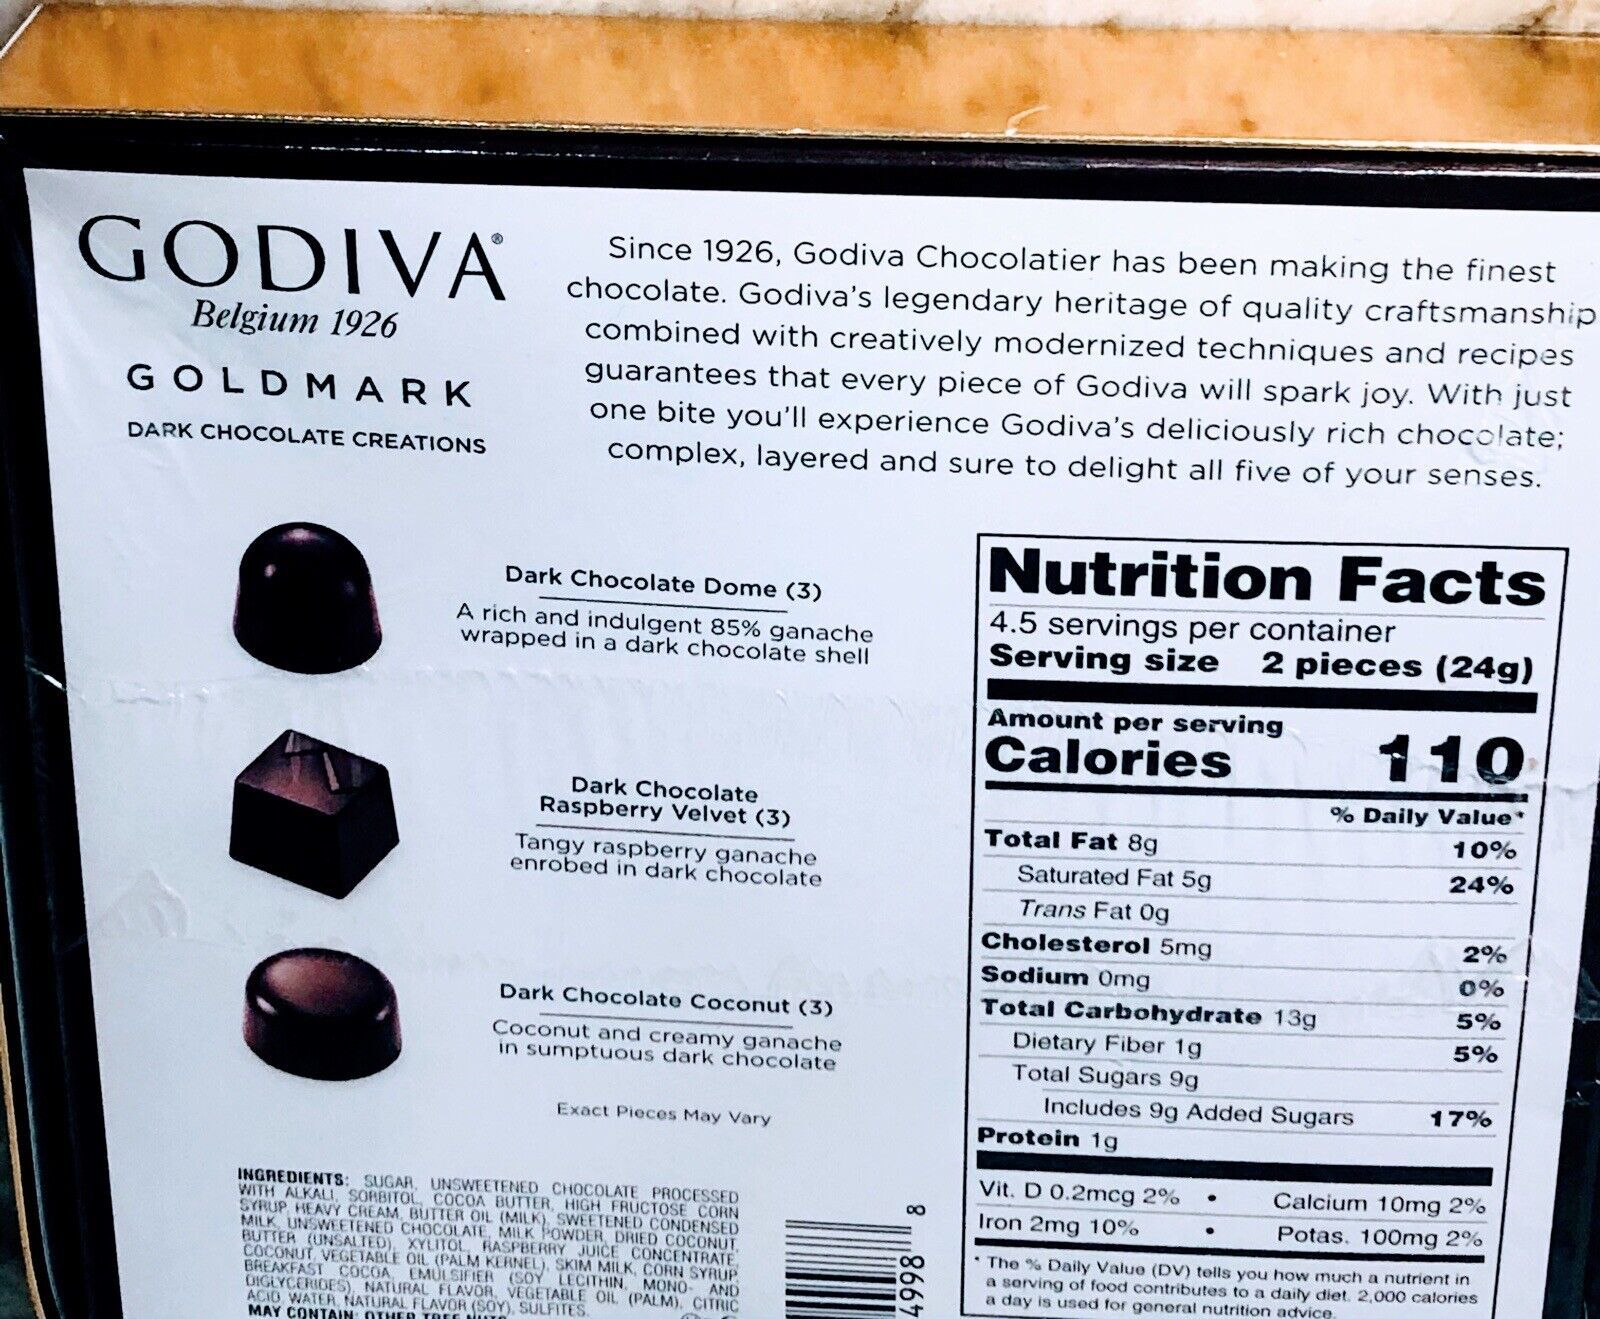 GODIVA®
Belgium 1926
GOLDMARK
DARK CHOCOLATE CREATIONS
Since 1926, Godiva Chocolatier has been making the finest
chocolate. Godiva's legendary heritage of quality craftsmanship
combined with creatively modernized techniques and recipes
guarantees that every piece of Godiva will spark joy. With just
one bite you'll experience Godiva's deliciously rich chocolate;
complex, layered and sure to delight all five of your senses.
Dark Chocolate Dome (3)
A rich and indulgent 85% ganache
wrapped in a dark chocolate shell
Dark Chocolate
Raspberry Velvet (3)
Tangy raspberry ganache
enrobed in dark chocolate
Dark Chocolate Coconut (3)
Coconut and creamy ganache
in sumptuous dark chocolate
Exact Pieces May Vary
INGREDIENTS: SUGAR, UNSWEETENED CHOCOLATE PROCESSED
WITH ALKALI, SORBITOL, COCOA BUTTER, HIGH FRUCTOSE CORN
SYRUP, HEAVY CREAM, BUTTER OIL (MILK), SWEETENED CONDENSED
MILK, UNSWEETENED CHOCOLATE, MILK POWDER, DRIED COCONUT,
BUTTER (UNSALTED), XYLITOL, RASPBERRY JUICE CONCENTRATE,
COCONUT, VEGETABLE OIL (PALM KERNEL), SKIM MILK, CORN SYRUP
BREAKFAST COCOA, EMULSIFIER (SOY LECITHIN, MONO- AND
DIGLYCERIDES), NATURAL FLAVOR, VEGETABLE OIL (PALM), CITRIC
ACID, WATER, NATURAL FLAVOR (SOY), SULFITES.
MAY CONTAIN: OTHER TREE NUTS
4998 8
Nutrition Facts
4.5 servings per container
Serving size 2 pieces (24g)
Amount per serving
Calories 110
% Daily Value*
Total Fat 8g 10%
Saturated Fat 5g 24%
Trans Fat 0g
Cholesterol 5mg 2%
Sodium 0mg 0%
Total Carbohydrate 13g 5%
Dietary Fiber 1g 5%
Total Sugars 9g
Includes 9g Added Sugars 17%
Protein 1g
Vit. D 0.2mcg 2% • Calcium 10mg 2%
Iron 2mg 10% • Potas. 100mg 2%
* The % Daily Value (DV) tells you how much a nutrient in
a serving of food contributes to a daily diet. 2,000 calories
a day is used for general nutrition advice.